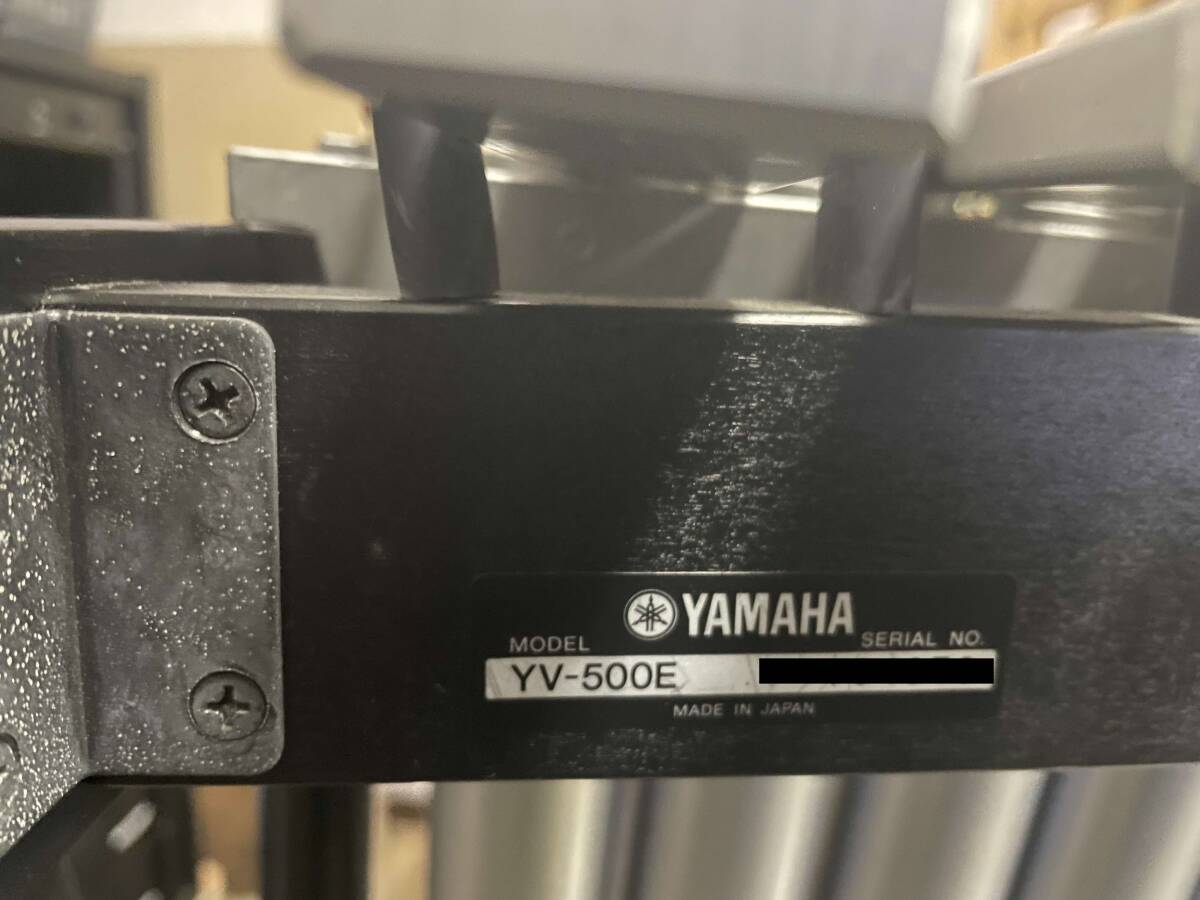 YAMAHA
MODEL SERIAL NO.
YV-500E
MADE IN JAPAN